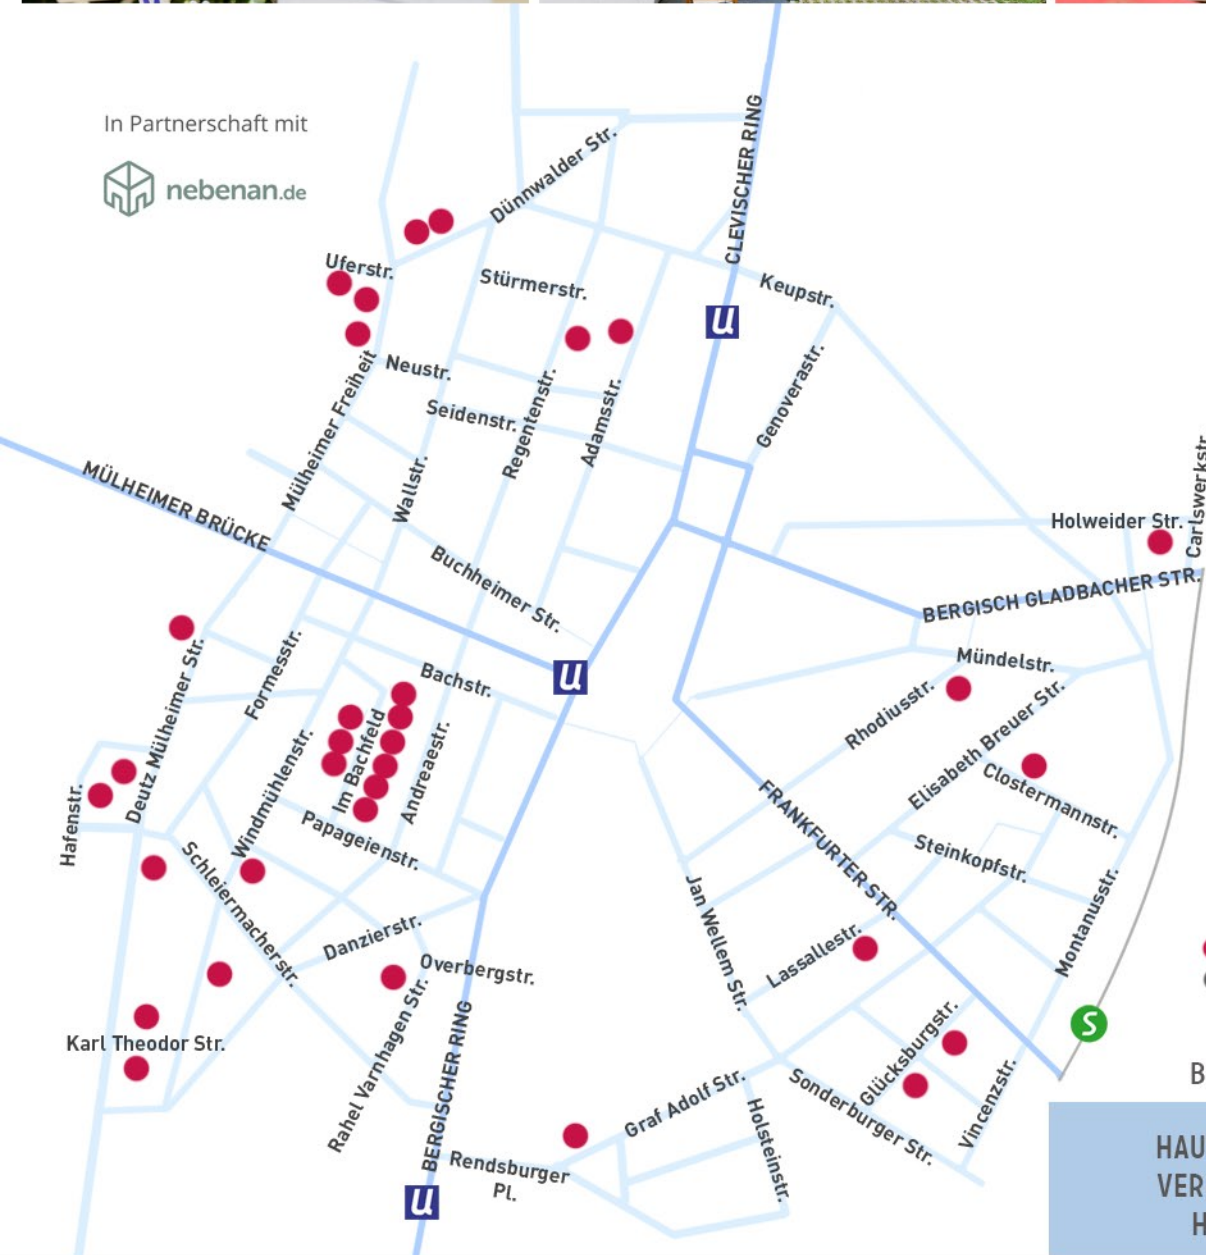 In Partnerschaft mit
nebenan.de
CLEVISCHER RING
Dünnwalder Str.
Uferstr.
Stürmerstr.
Keupstr.
U
Neustr.
Genoverastr.
Mülheimer Freiheit
Seidenstr.
Regentenstr.
Adamsstr.
Wallstr.
MÜLHEIMER BRÜCKE
Carlswerkstr
Holweider Str.
Buchheimer Str.
BERGISCH GLADBACHER STR.
Mündelstr.
U
Bachstr.
Formesstr.
Deutz Mülheimer Str.
Rhodiusstr.
Elisabeth Breuer Str.
Im Bachfeld
Andreaestr.
Windmühlenstr.
Clostermannstr.
Hafenstr.
Papageienstr.
FRANKFURTER STR.
Steinkopfstr.
Schleiermacherstr.
Jan Wellem Str.
Montanusstr.
Danzierstr.
Lassallestr.
Overbergstr.
Karl Theodor Str.
Rahel Varnhagen Str.
BERGISCHER RING
S
Glücksburgstr.
Graf Adolf Str.
Sonderburger Str.
Vincenzstr.
Holsteinstr.
Rendsburger
Pl.
U
B
HAU
VER
H